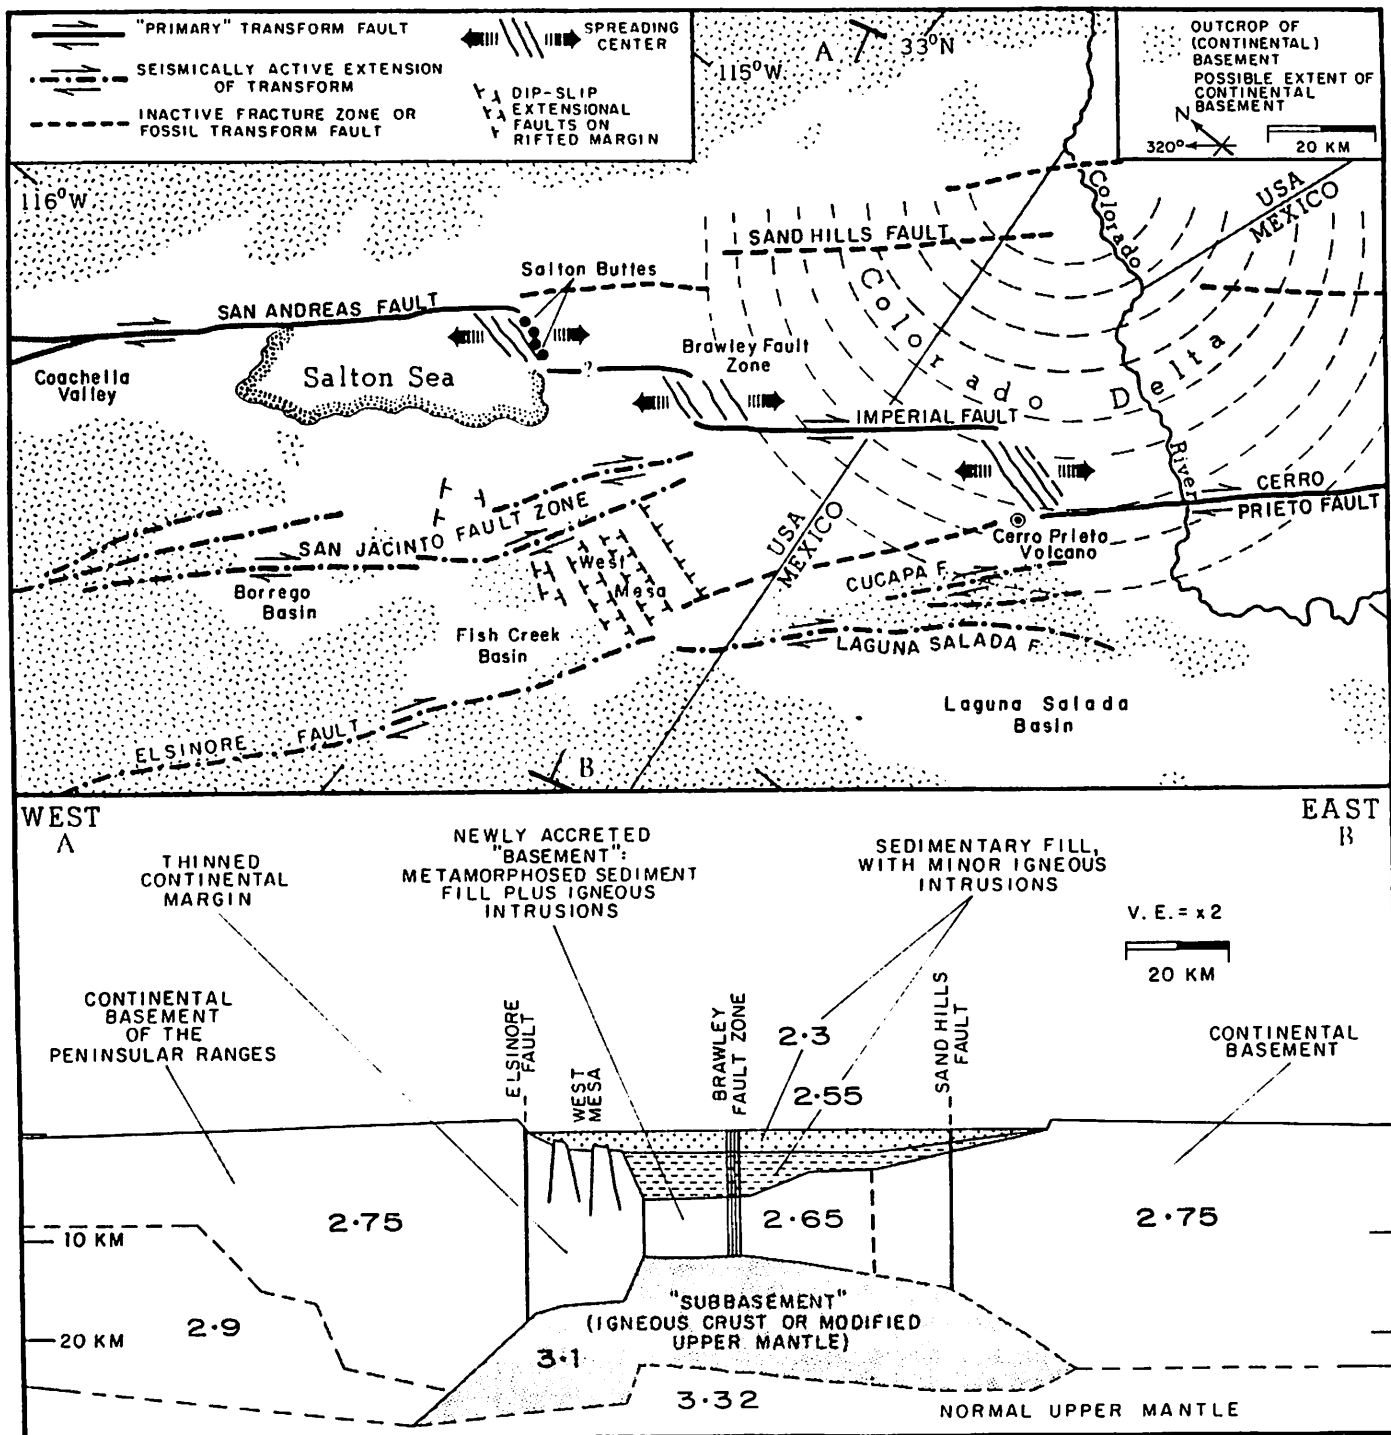 "PRIMARY" TRANSFORM FAULT
SEISMICALLY ACTIVE EXTENSION
OF TRANSFORM
INACTIVE FRACTURE ZONE OR
FOSSIL TRANSFORM FAULT
SPREADING
CENTER
DIP-SLIP
EXTENSIONAL
FAULTS ON
RIFTED MARGIN
A
33°N
115°W
116°W
OUTCROP OF
(CONTINENTAL)
BASEMENT
POSSIBLE EXTENT OF
CONTINENTAL
BASEMENT
N
320°
20 KM
USA
MEXICO
Colorado
River
SAND HILLS FAULT
Salton Buttes
SAN ANDREAS FAULT
Colorado
Delta
Brawley Fault
Zone
Coachella
Valley
Salton Sea
?
IMPERIAL FAULT
CERRO
PRIETO FAULT
SAN JACINTO FAULT ZONE
USA
MEXICO
Cerro Prieto
Volcano
CUCAPA F.
West
Mesa
Borrego
Basin
Fish Creek
Basin
LAGUNA SALADA F.
Laguna Salada
Basin
ELSINORE FAULT
B
WEST
A
EAST
B
THINNED
CONTINENTAL
MARGIN
NEWLY ACCRETED
"BASEMENT":
METAMORPHOSED SEDIMENT
FILL PLUS IGNEOUS
INTRUSIONS
SEDIMENTARY FILL,
WITH MINOR IGNEOUS
INTRUSIONS
V. E. = x 2
20 KM
CONTINENTAL
BASEMENT
OF THE
PENINSULAR RANGES
ELSINORE
FAULT
WEST
MESA
BRAWLEY
FAULT ZONE
2·3
2·55
SAND HILLS
FAULT
CONTINENTAL
BASEMENT
2·75
2·65
2·75
10 KM
2·9
20 KM
"SUBBASEMENT"
(IGNEOUS CRUST OR MODIFIED
UPPER MANTLE)
3·1
3·32
NORMAL UPPER MANTLE